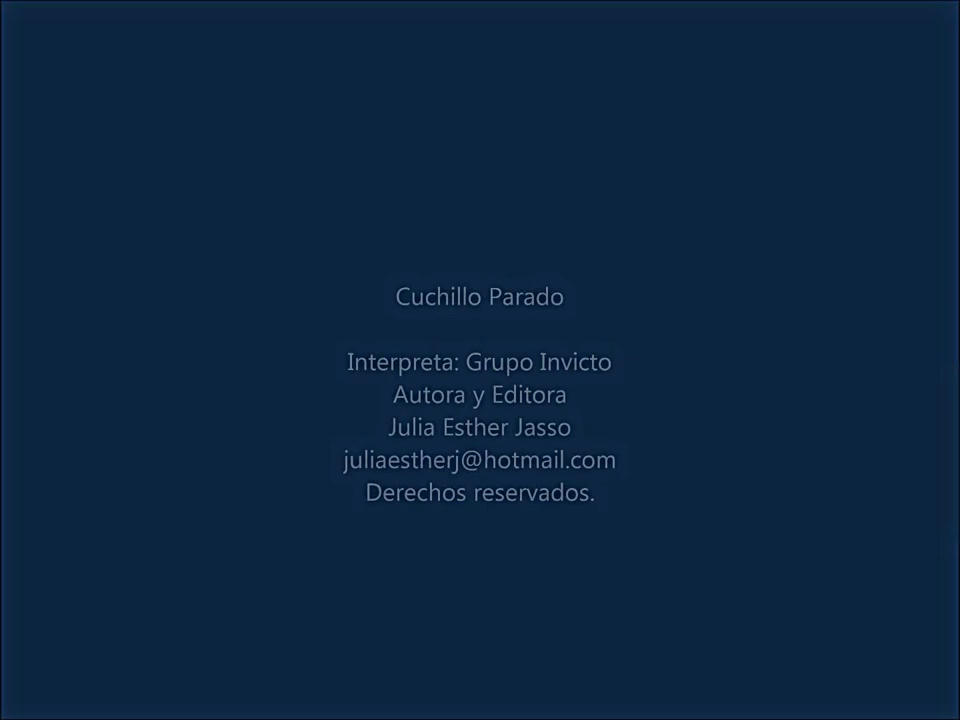 Cuchillo Parado
Interpreta: Grupo Invicto
Autora y Editora
Julia Esther Jasso
juliaestherj@hotmail.com
Derechos reservados.